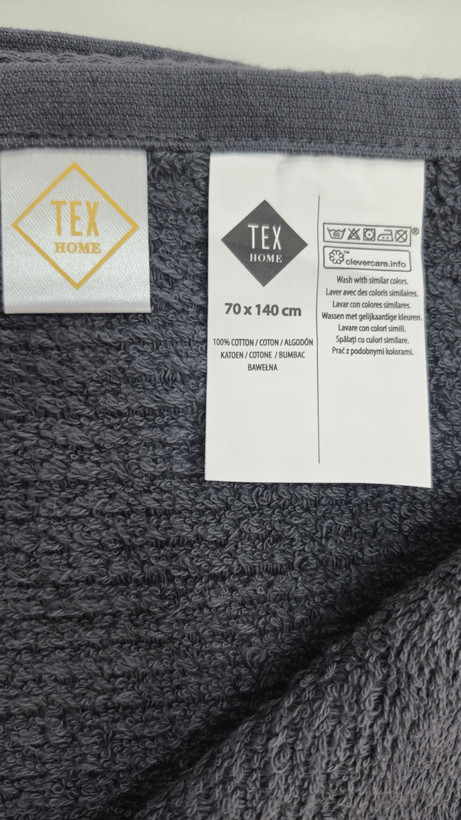 TEX
HOME
TEX
HOME
70 x 140 cm
100% COTTON / COTON / ALGODÓN
KATOEN / COTONE / BUMBAC
BAWEŁNA
®
™
clevercare.info
Wash with similar colors.
Laver avec des coloris similaires.
Lavar con colores similares.
Wassen met gelijkaardige kleuren.
Lavare con colori simili.
Spălați cu culori similare.
Prać z podobnymi kolorami.